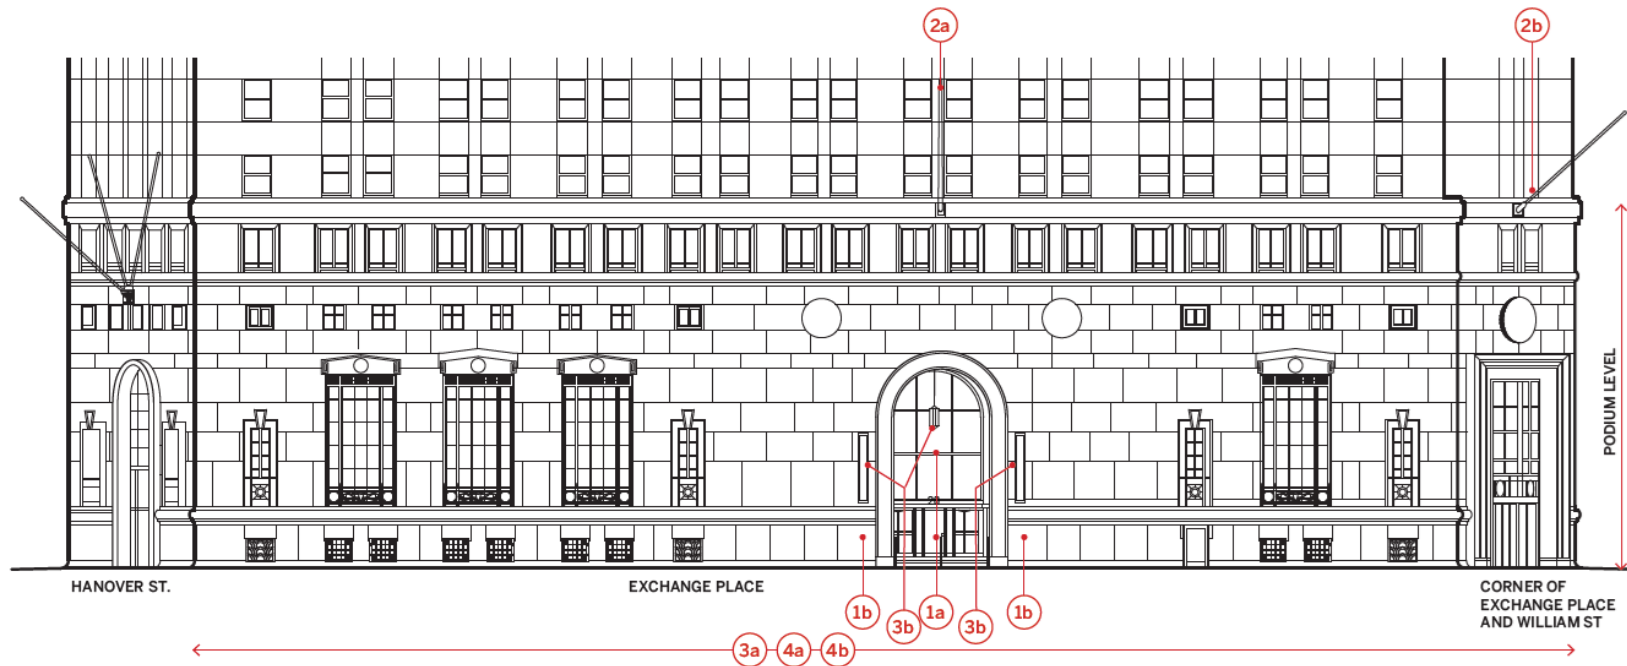 2a
2b
PODIUM LEVEL
20
HANOVER ST.
EXCHANGE PLACE
CORNER OF
EXCHANGE PLACE
AND WILLIAM ST
1b
3b
1a
3b
1b
3a
4a
4b